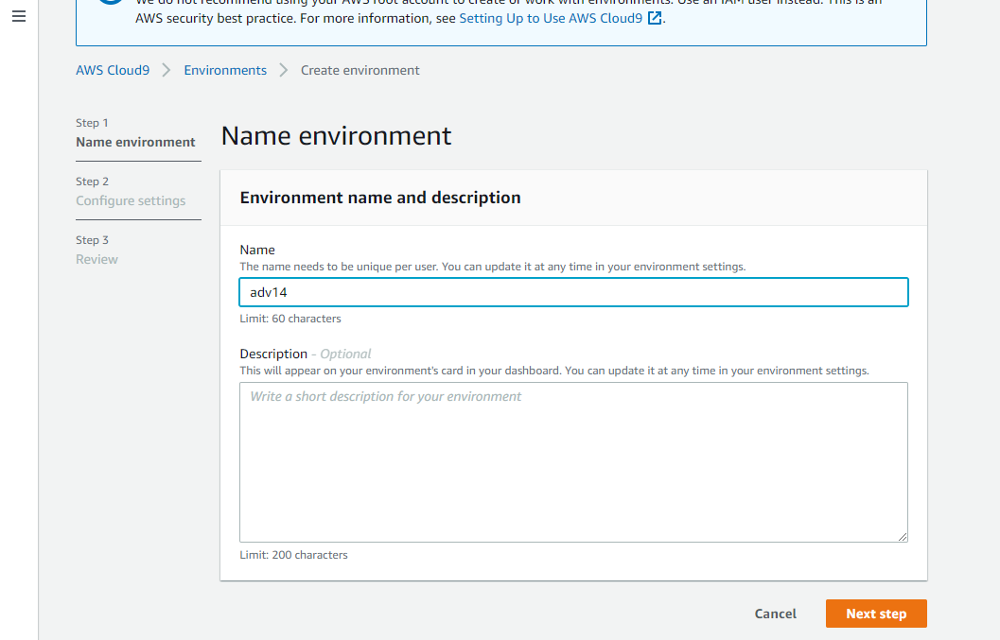 We do not recommend using your AWS root account to create or work with environments. Use an IAM user instead. This is an
AWS security best practice. For more information, see Setting Up to Use AWS Cloud9.
AWS Cloud9 > Environments > Create environment
Step 1
Name environment
Step 2
Configure settings
Step 3
Review
Name environment
Environment name and description
Name
The name needs to be unique per user. You can update it at any time in your environment settings.
adv14
Limit: 60 characters
Description - Optional
This will appear on your environment's card in your dashboard. You can update it at any time in your environment settings.
Write a short description for your environment
Limit: 200 characters
Cancel
Next step